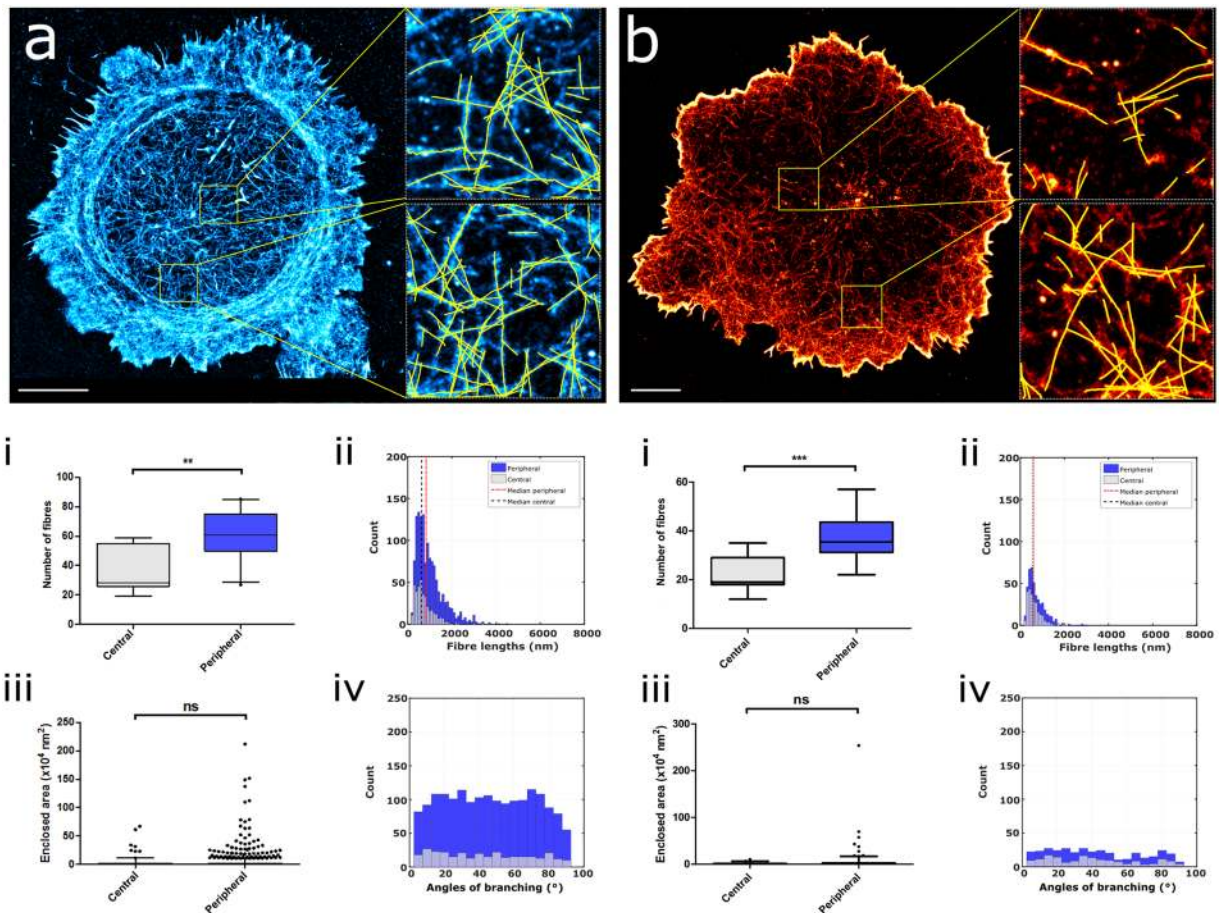 a
b
i
**
Number of fibres
100
80
60
40
20
0
Central
Peripheral
ii
Peripheral
Central
Median peripheral
Median central
Count
200
150
100
50
0
0 2000 4000 6000 8000
Fibre lengths (nm)
i
***
Number of fibres
60
40
20
0
Central
Peripheral
ii
Peripheral
Central
Median peripheral
Median central
Count
200
150
100
50
0
0 2000 4000 6000 8000
Fibre lengths (nm)
iii
ns
Enclosed area (x10⁴ nm²)
250
200
150
100
50
0
Central
Peripheral
iv
Count
250
200
150
100
50
0
0 20 40 60 80 100
Angles of branching (°)
iii
ns
Enclosed area (x10⁴ nm²)
300
200
100
0
Central
Peripheral
iv
Count
250
200
150
100
50
0
0 20 40 60 80 100
Angles of branching (°)